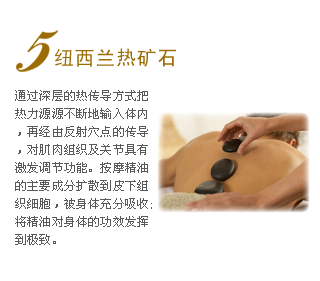 5 纽西兰热矿石
通过深层的热传导方式把
热力源源不断地输入体内
，再经由反射穴点的传导
，对肌肉组织及关节具有
激发调节功能。按摩精油
的主要成分扩散到皮下组
织细胞，被身体充分吸收；
将精油对身体的功效发挥
到极致。